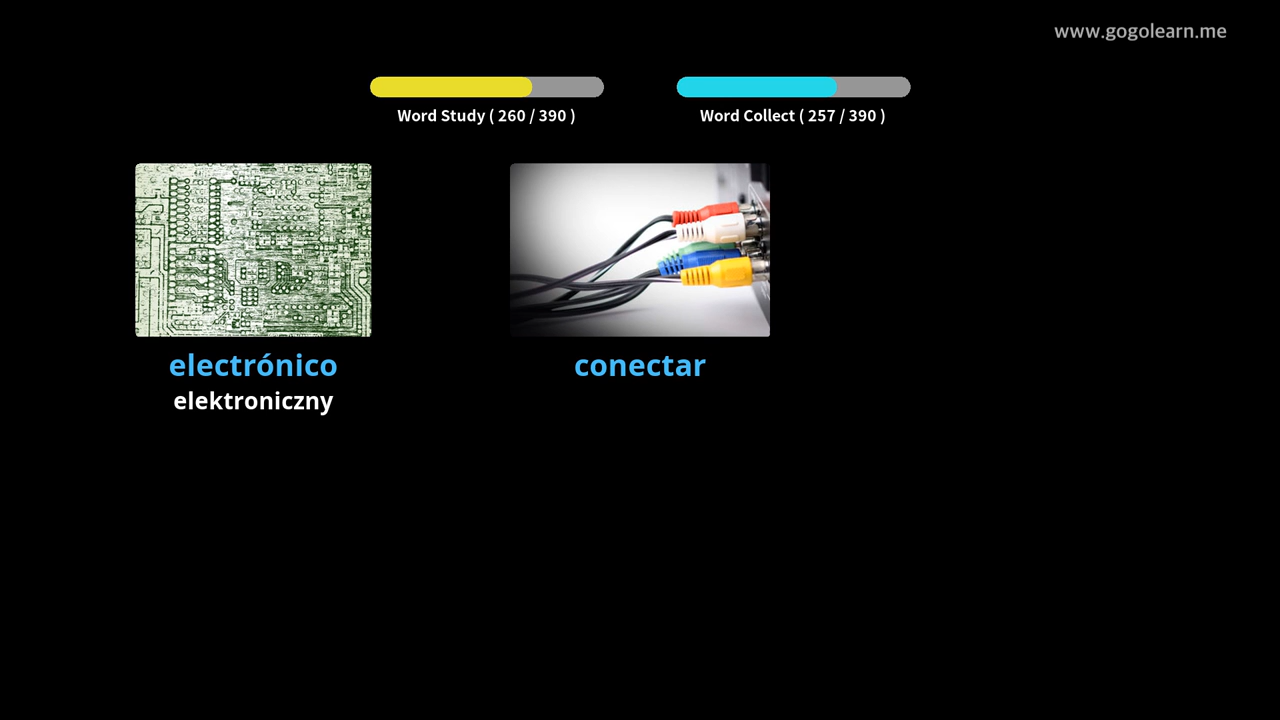 www.gogolearn.me
Word Study ( 260 / 390 )
Word Collect ( 257 / 390 )
electrónico
elektroniczny
conectar